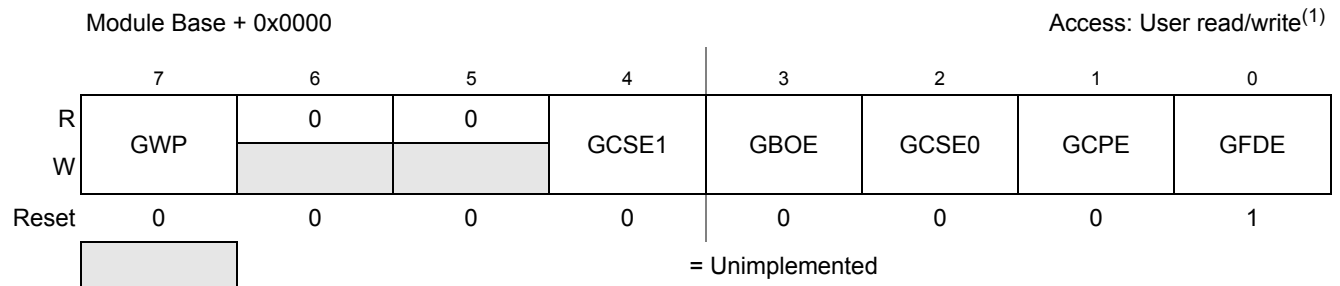 Module Base + 0x0000 Access: User read/write(1)
7 6 5 4 3 2 1 0
R GWP 0 0 GCSE1 GBOE GCSE0 GCPE GFDE
W
Reset 0 0 0 0 0 0 0 1
= Unimplemented